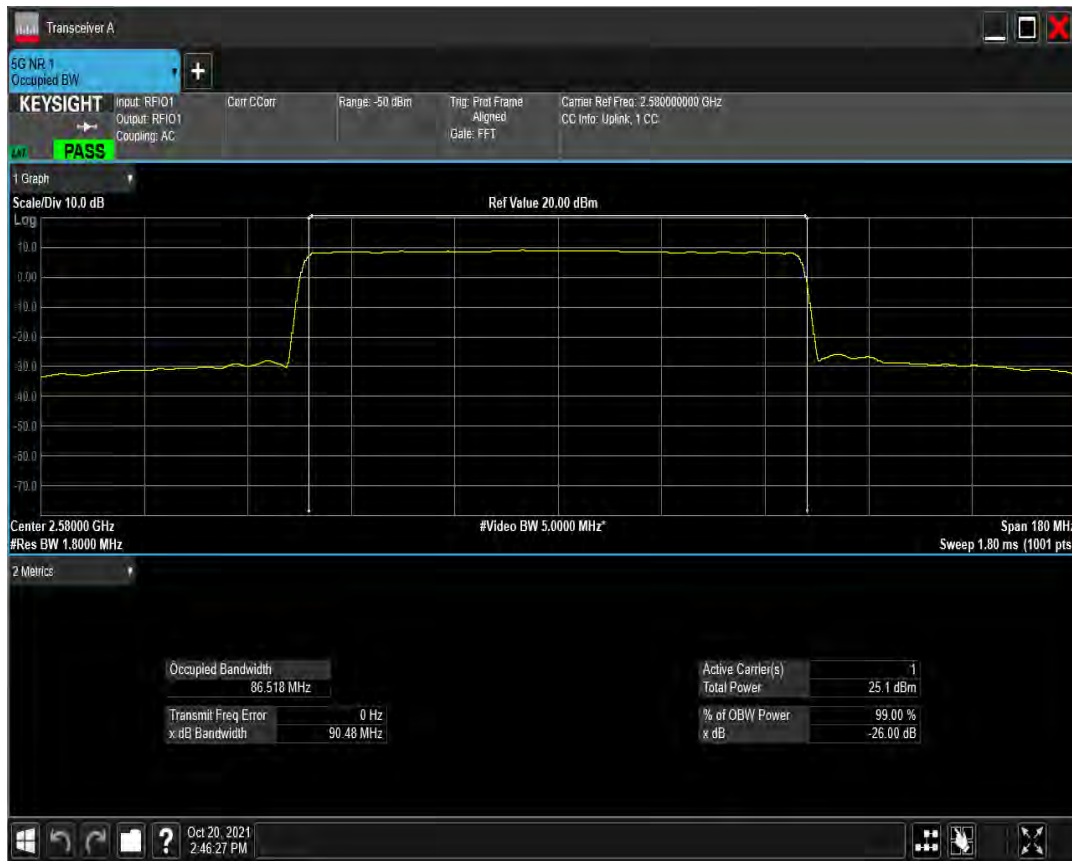 Transceiver A
5G NR 1
Occupied BW
+
KEYSIGHT
PASS
Input: RFIO1
Output: RFIO1
Coupling: AC
Corr CCorr
Range: -50 dBm
Trig: Prdt Frame
Aligned
Gate: FFT
Carrier Ref Freq: 2.580000000 GHz
CC Info: Uplink, 1 CC
1 Graph
Scale/Div 10.0 dB
Ref Value 20.00 dBm
Log
10.0
0.00
-10.0
-20.0
-30.0
-40.0
-50.0
-60.0
-70.0
Center 2.58000 GHz
#Video BW 5.0000 MHz*
Span 180 MHz
#Res BW 1.8000 MHz
Sweep 1.80 ms (1001 pts
2 Metrics
Occupied Bandwidth
86.518 MHz
Transmit Freq Error 0 Hz
x dB Bandwidth 90.48 MHz
Active Carrier(s) 1
Total Power 25.1 dBm
% of OBW Power 99.00 %
x dB -26.00 dB
?
Oct 20, 2021
2:46:27 PM